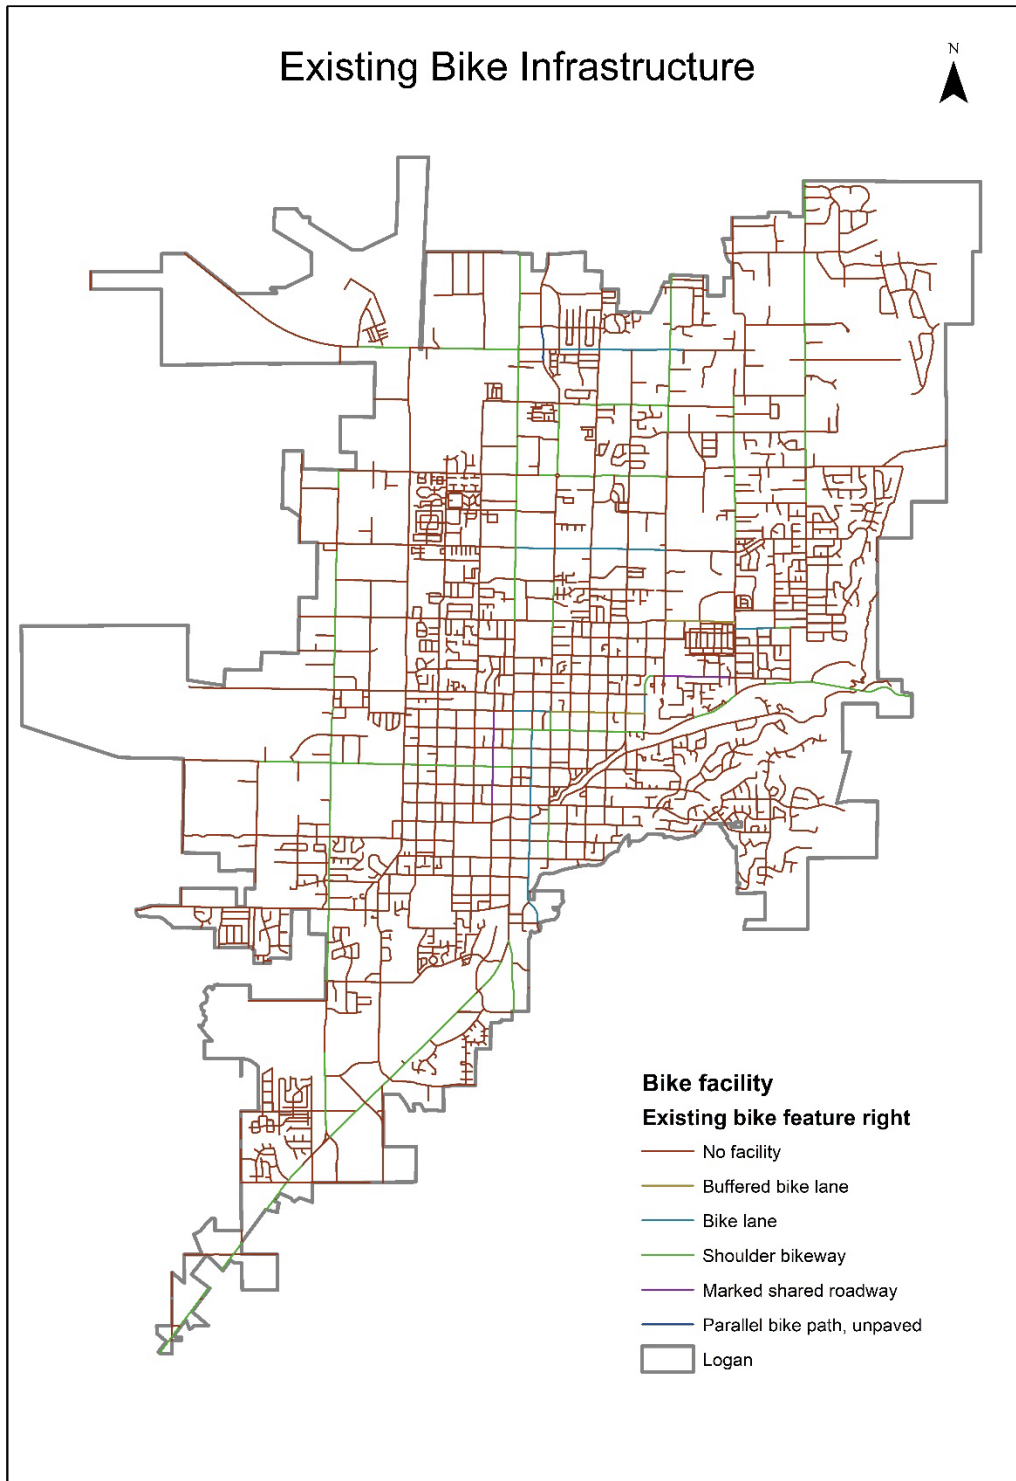 Existing Bike Infrastructure
N
Bike facility
Existing bike feature right
No facility
Buffered bike lane
Bike lane
Shoulder bikeway
Marked shared roadway
Parallel bike path, unpaved
Logan